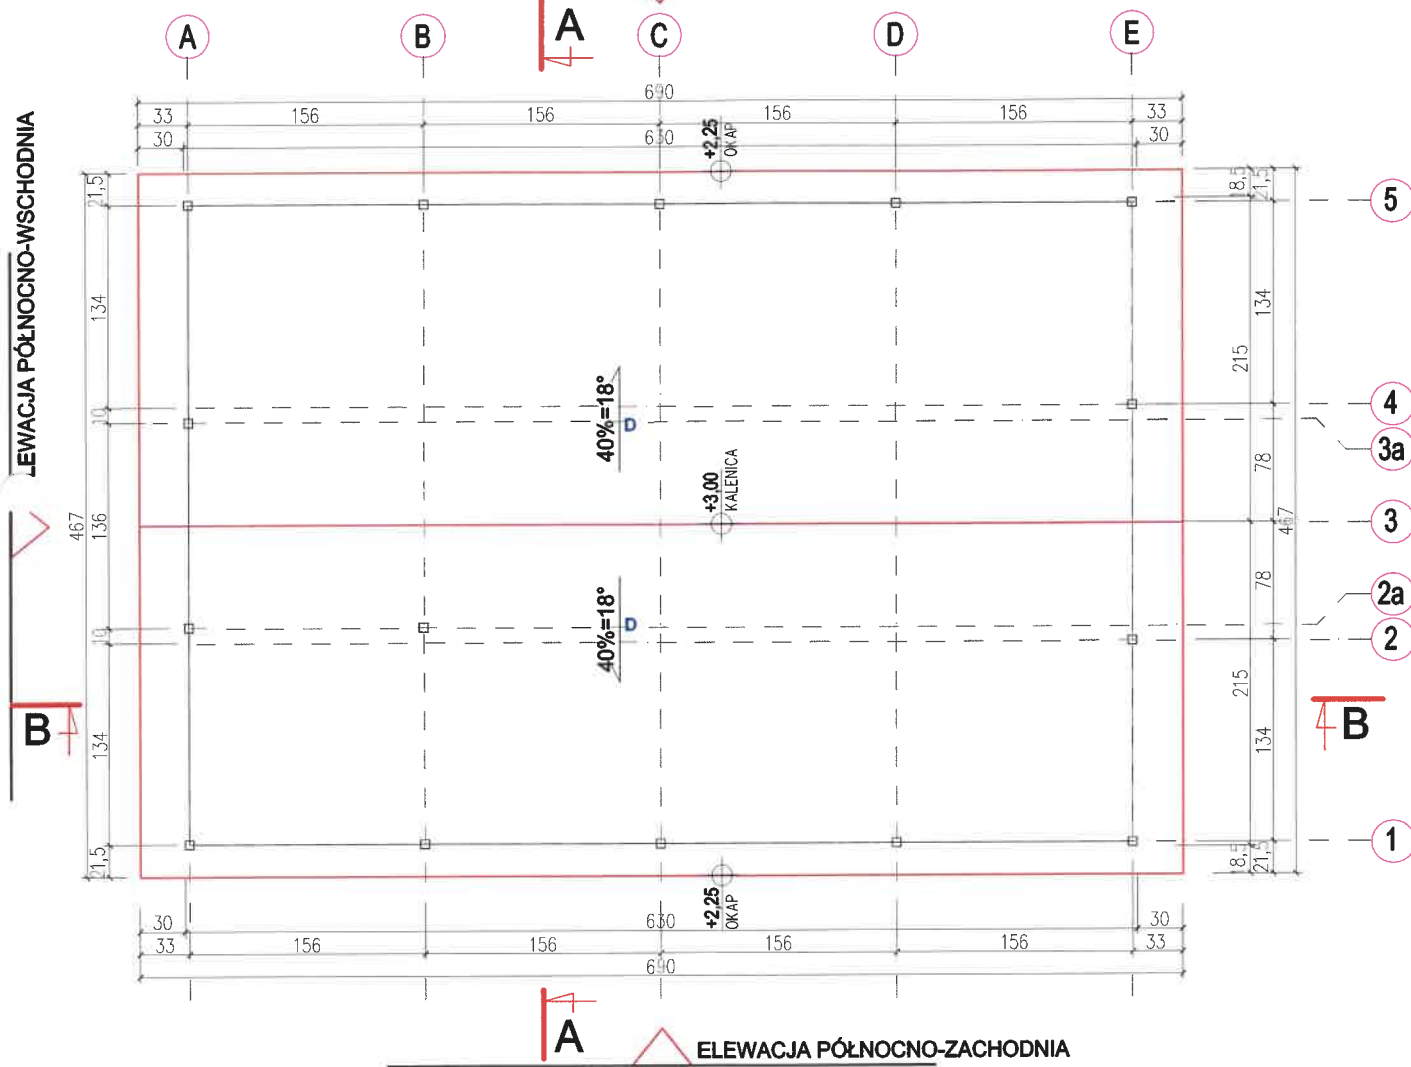 A
B
A
C
D
E
690
33
156
156
156
156
33
30
630
30
+2,25
OKAP
LEWACJA PÓŁNOCNO-WSCHODNIA
21,5
134
10
136
10
134
21,5
467
18,5
21,5
134
215
78
467
78
215
134
18,5
21,5
5
4
3a
3
2a
2
1
40%=18°
D
+3,00
KALENICA
40%=18°
D
B
B
+2,25
OKAP
30
630
30
33
156
156
156
156
33
690
A
ELEWACJA PÓŁNOCNO-ZACHODNIA